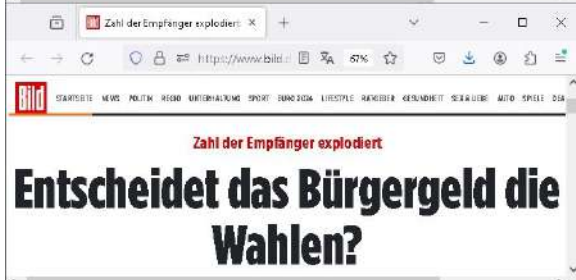 Zahl der Empfänger explodiert
https://www.bild.
67%
Bild
STARTSEITE NEWS POLITIK REGIO UNTERHALTUNG SPORT EURO 2024 LIFESTYLE RATGEBER GESUNDHEIT SEX & LIEBE AUTO SPIELE
Zahl der Empfänger explodiert
Entscheidet das Bürgergeld die
Wahlen?